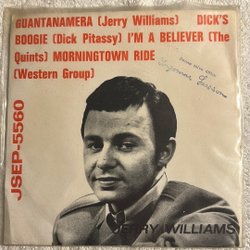 GUANTANAMERA (Jerry Williams) DICK'S
BOOGIE (Dick Pitassy) I'M A BELIEVER (The
Quints) MORNINGTOWN RIDE
(Western Group)
JSEP-5560
JERRY WILLIAMS